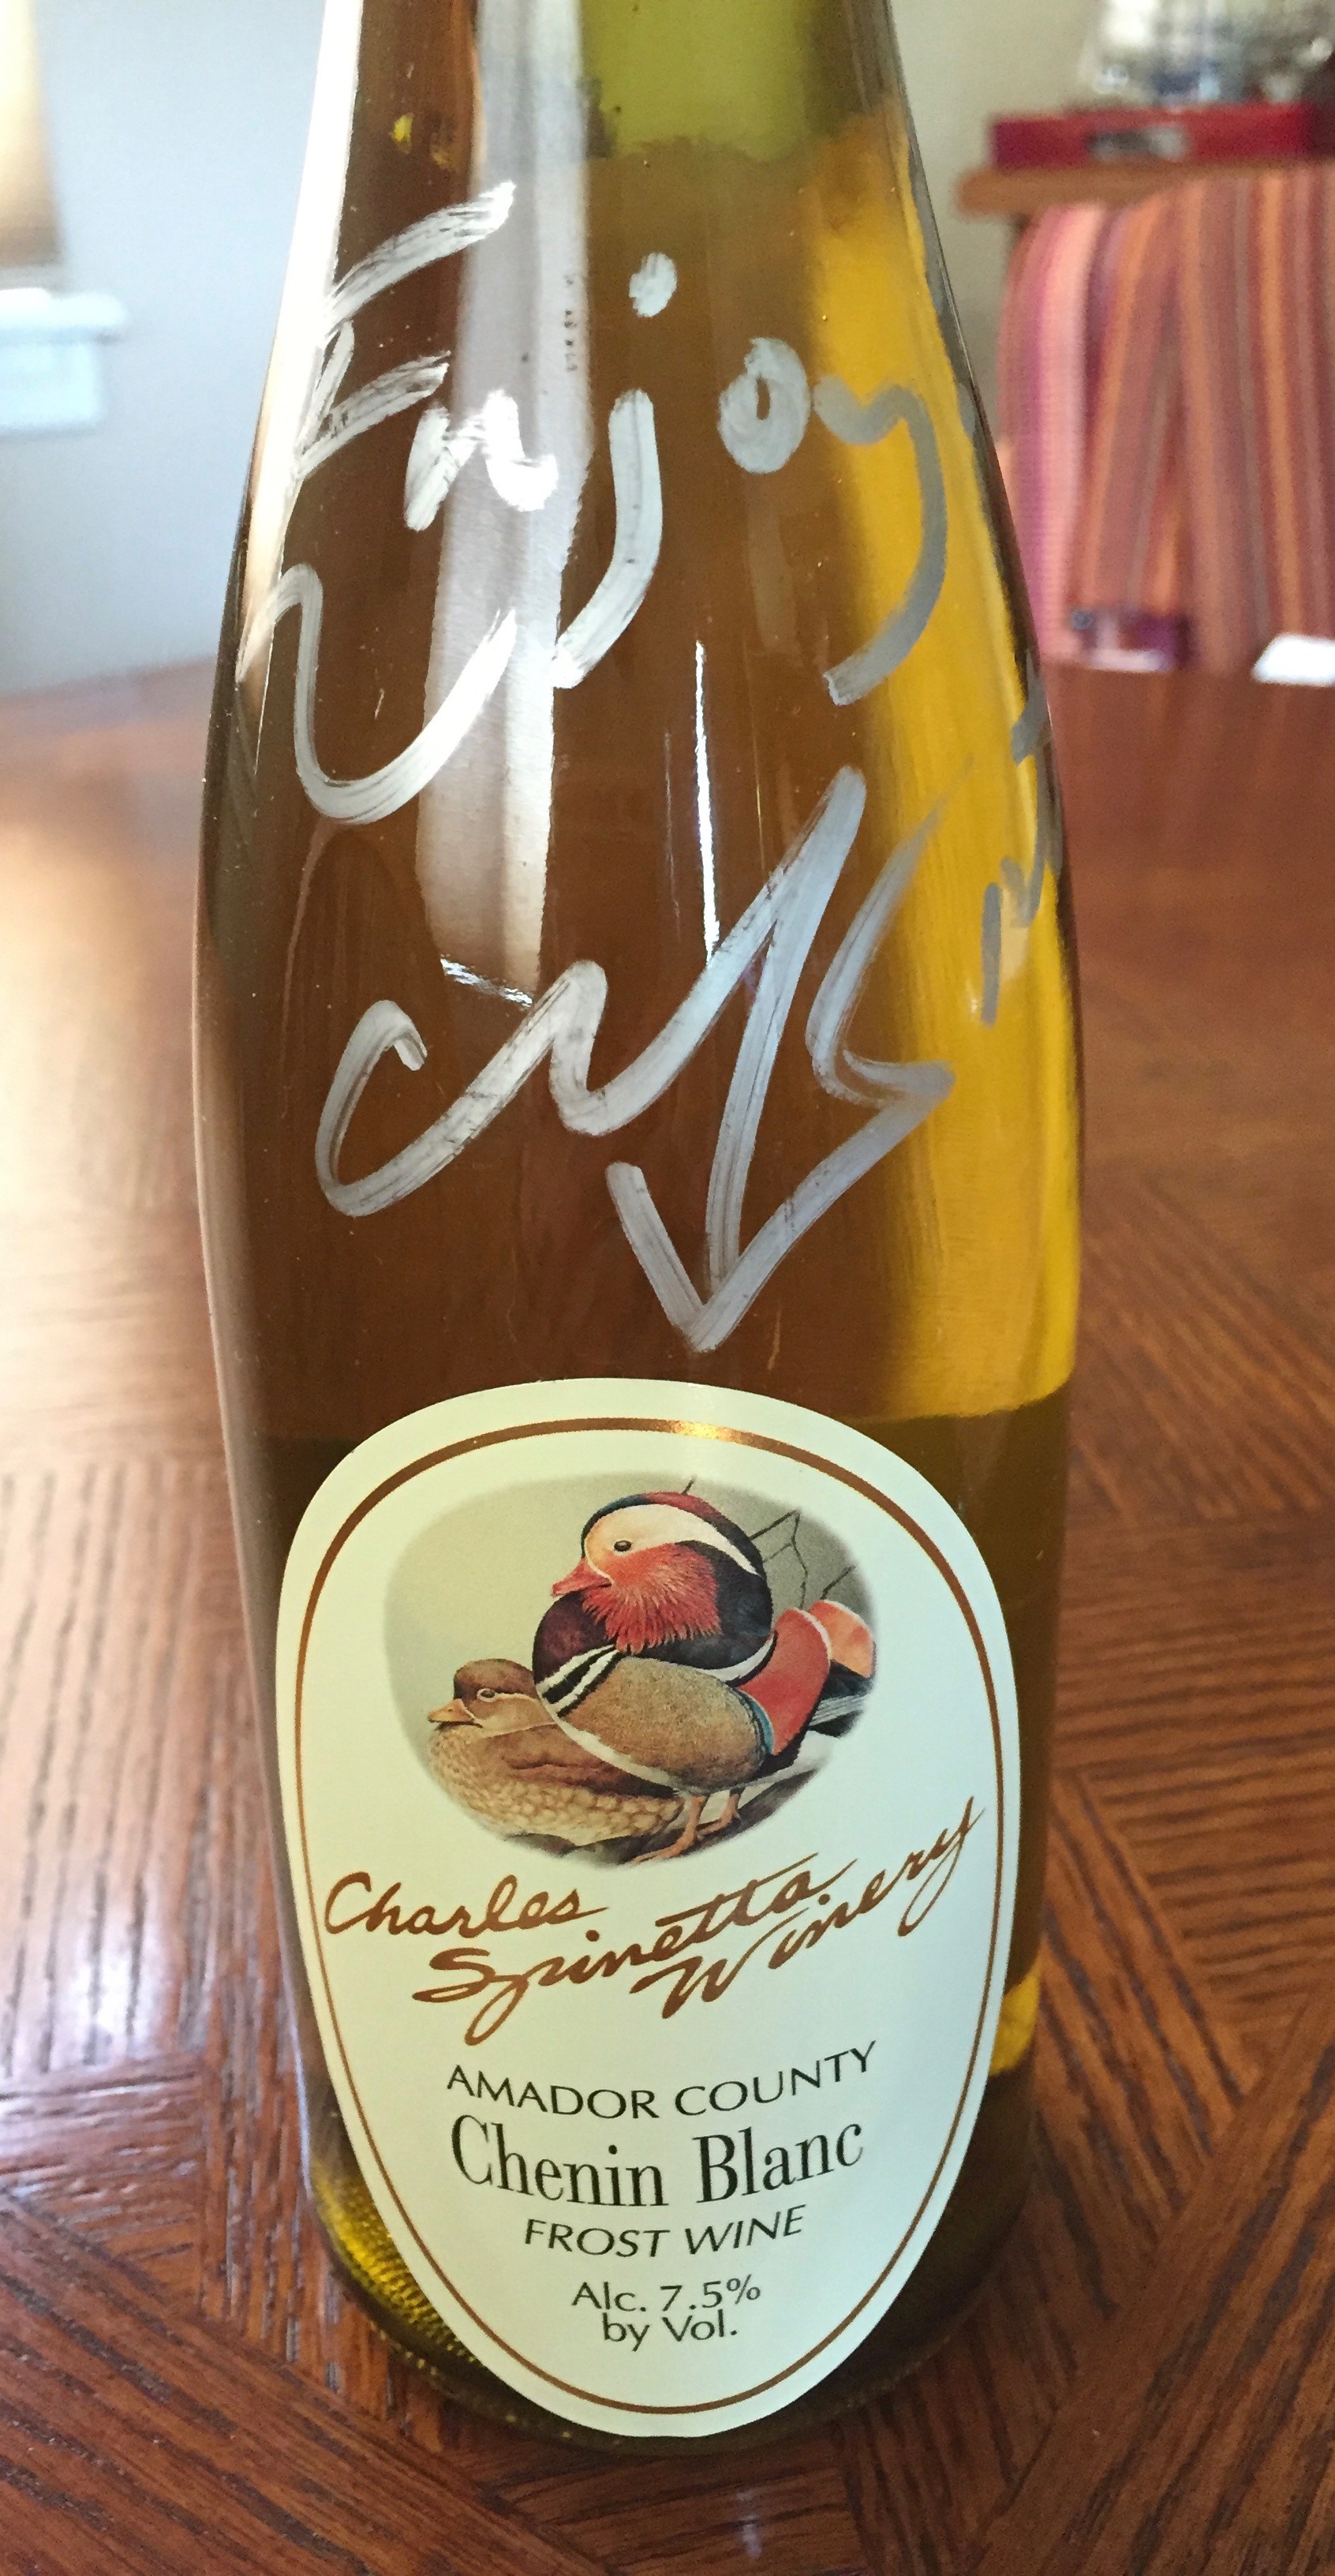 Enjoy
Charles
Spinetta
Winery
AMADOR COUNTY
Chenin Blanc
FROST WINE
Alc. 7.5%
by Vol.